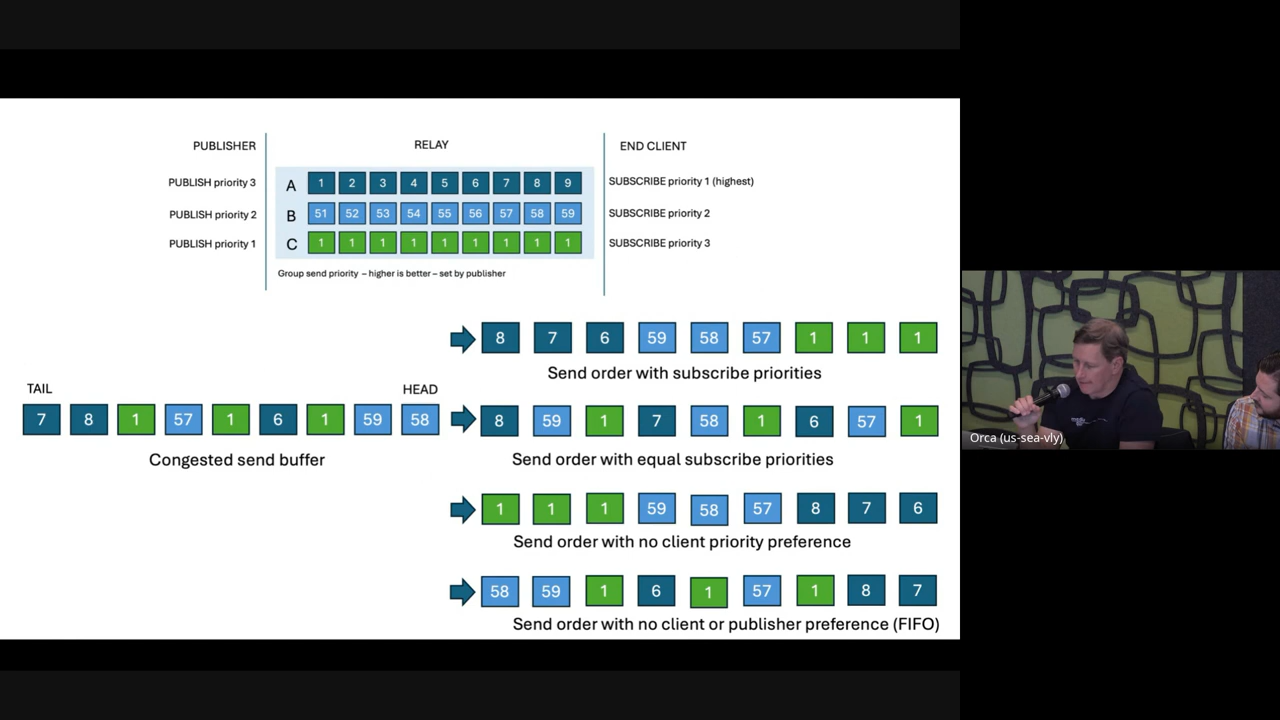 PUBLISHER RELAY END CLIENT
PUBLISH priority 3 A 1 2 3 4 5 6 7 8 9 SUBSCRIBE priority 1 (highest)
PUBLISH priority 2 B 51 52 53 54 55 56 57 58 59 SUBSCRIBE priority 2
PUBLISH priority 1 C 1 1 1 1 1 1 1 1 1 SUBSCRIBE priority 3
Group send priority – higher is better – set by publisher
8 7 6 59 58 57 1 1 1
Send order with subscribe priorities
TAIL HEAD
7 8 1 57 1 6 1 59 58
Congested send buffer
8 59 1 7 58 1 6 57 1
Send order with equal subscribe priorities
1 1 1 59 58 57 8 7 6
Send order with no client priority preference
58 59 1 6 1 57 1 8 7
Send order with no client or publisher preference (FIFO)
Orca (us-sea-vly)